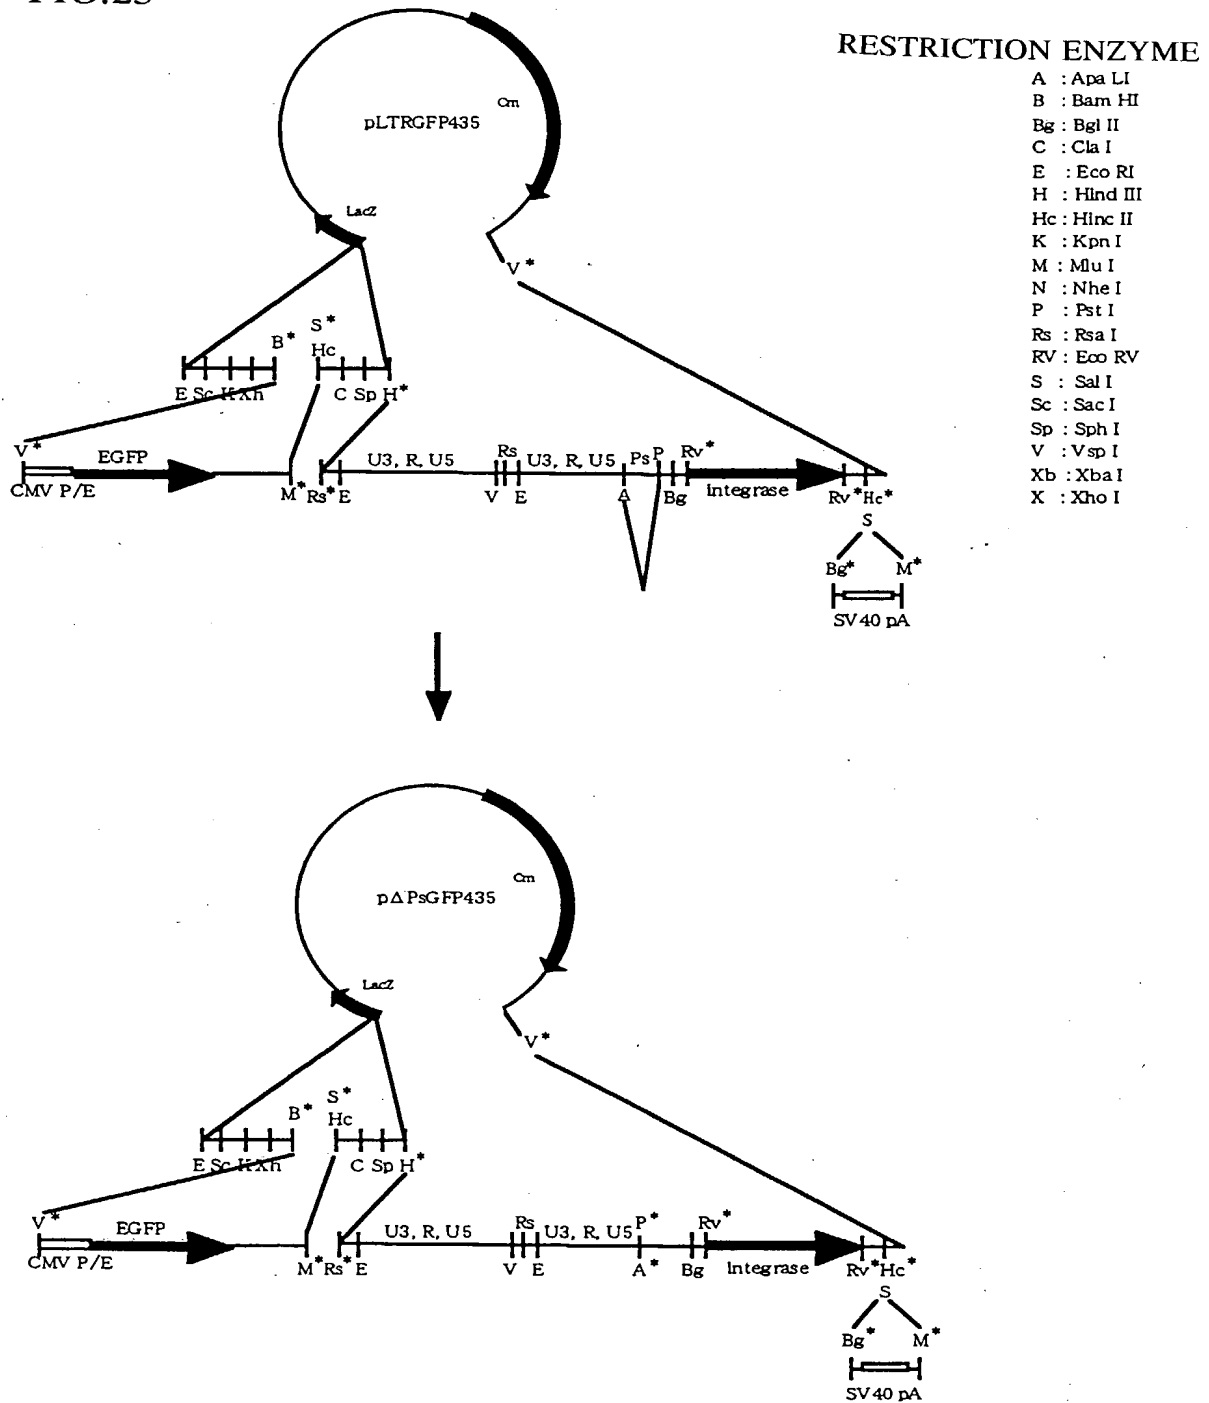 FIG.25
RESTRICTION ENZYME
A : Apa LI
B : Bam HI
Bg : Bgl II
C : Cla I
E : Eco RI
H : Hind III
Hc : Hinc II
K : Kpn I
M : Mlu I
N : Nhe I
P : Pst I
Rs : Rsa I
RV : Eco RV
S : Sal I
Sc : Sac I
Sp : Sph I
V : Vsp I
Xb : Xba I
X : Xho I
Cm
pLTRGFP435
LacZ
V*
S*
B* Hc
E Sc K Xh C Sp H*
V* EGFP U3, R, U5 Rs U3, R, U5 Ps P Rv*
CMV P/E M* Rs* E V E A Bg Integrase Rv* Hc*
S
Bg* M*
SV40 pA
Cm
pΔPsGFP435
LacZ
V*
S*
B* Hc
E Sc K Xh C Sp H*
V* EGFP U3, R, U5 Rs U3, R, U5 P* Rv*
CMV P/E M* Rs* E V E A* Bg Integrase Rv* Hc*
S
Bg* M*
SV40 pA